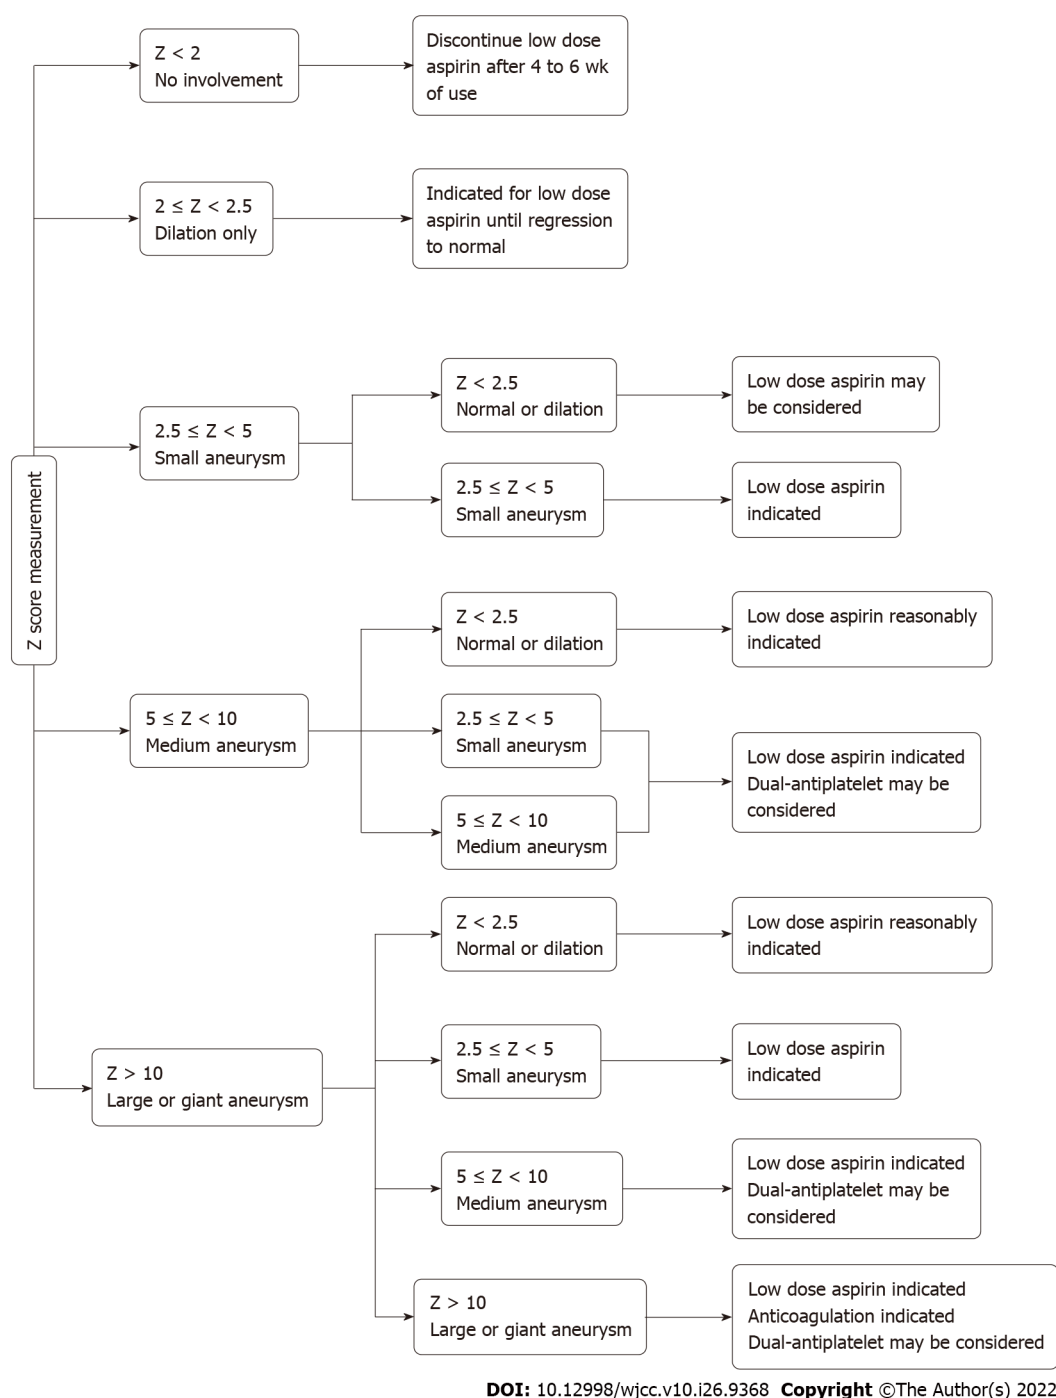 Z < 2
No involvement
Discontinue low dose
aspirin after 4 to 6 wk
of use
2 ≤ Z < 2.5
Dilation only
Indicated for low dose
aspirin until regression
to normal
Z score measurement
2.5 ≤ Z < 5
Small aneurysm
Z < 2.5
Normal or dilation
Low dose aspirin may
be considered
2.5 ≤ Z < 5
Small aneurysm
Low dose aspirin
indicated
5 ≤ Z < 10
Medium aneurysm
Z < 2.5
Normal or dilation
Low dose aspirin reasonably
indicated
2.5 ≤ Z < 5
Small aneurysm
5 ≤ Z < 10
Medium aneurysm
Low dose aspirin indicated
Dual-antiplatelet may be
considered
Z > 10
Large or giant aneurysm
Z < 2.5
Normal or dilation
Low dose aspirin reasonably
indicated
2.5 ≤ Z < 5
Small aneurysm
Low dose aspirin
indicated
5 ≤ Z < 10
Medium aneurysm
Low dose aspirin indicated
Dual-antiplatelet may be
considered
Z > 10
Large or giant aneurysm
Low dose aspirin indicated
Anticoagulation indicated
Dual-antiplatelet may be considered
DOI: 10.12998/wjcc.v10.i26.9368 Copyright ©The Author(s) 2022